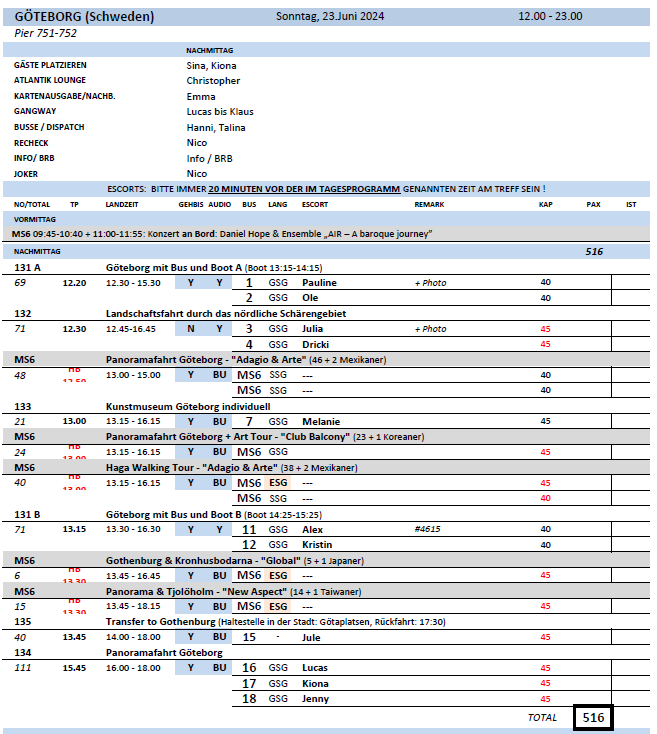 GÖTEBORG (Schweden) Sonntag, 23.Juni 2024 12.00 - 23.00
Pier 751-752
NACHMITTAG
GÄSTE PLATZIEREN Sina, Kiona
ATLANTIK LOUNGE Christopher
KARTENAUSGABE/NACHB. Emma
GANGWAY Lucas bis Klaus
BUSSE / DISPATCH Hanni, Talina
RECHECK Nico
INFO/ BRB Info / BRB
JOKER Nico
ESCORTS: BITTE IMMER 20 MINUTEN VOR DER IM TAGESPROGRAMM GENANNTEN ZEIT AM TREFF SEIN !
NO/TOTAL TP LANDZEIT GEHBIS AUDIO BUS LANG ESCORT REMARK KAP PAX IST
VORMITTAG
MS6 09:45-10:40 + 11:00-11:55: Konzert an Bord: Daniel Hope & Ensemble „AIR – A baroque journey"
NACHMITTAG 516
131 A Göteborg mit Bus und Boot A (Boot 13:15-14:15)
69 12.20 12.30 - 15.30 Y Y 1 GSG Pauline + Photo 40
2 GSG Ole 40
132 Landschaftsfahrt durch das nördliche Schärengebiet
71 12.30 12.45-16.45 N Y 3 GSG Julia + Photo 45
4 GSG Dricki 45
MS6 Panoramafahrt Göteborg - "Adagio & Arte" (46 + 2 Mexikaner)
48 13.00 - 15.00 Y BU MS6 SSG --- 40
MS6 SSG --- 40
133 Kunstmuseum Göteborg individuell
21 13.00 13.15 - 16.15 Y BU 7 GSG Melanie 45
MS6 Panoramafahrt Göteborg + Art Tour - "Club Balcony" (23 + 1 Koreaner)
24 13.15 - 16.15 Y BU MS6 GSG 45
MS6 Haga Walking Tour - "Adagio & Arte" (38 + 2 Mexikaner)
40 13.15 - 16.15 Y BU MS6 ESG --- 45
MS6 SSG --- 40
131 B Göteborg mit Bus und Boot B (Boot 14:25-15:25)
71 13.15 13.30 - 16.30 Y Y 11 GSG Alex #4615 40
12 GSG Kristin 40
MS6 Gothenburg & Kronhusbodarna - "Global" (5 + 1 Japaner)
6 13.45 - 16.45 Y BU MS6 ESG --- 45
MS6 Panorama & Tjolöholm - "New Aspect" (14 + 1 Taiwaner)
15 13.45 - 18.15 Y BU MS6 ESG --- 45
135 Transfer to Gothenburg (Haltestelle in der Stadt: Götaplatsen, Rückfahrt: 17:30)
40 13.45 14.00 - 18.00 Y BU 15 - Jule 45
134 Panoramafahrt Göteborg
111 15.45 16.00 - 18.00 Y BU 16 GSG Lucas 45
17 GSG Kiona 45
18 GSG Jenny 45
TOTAL 516